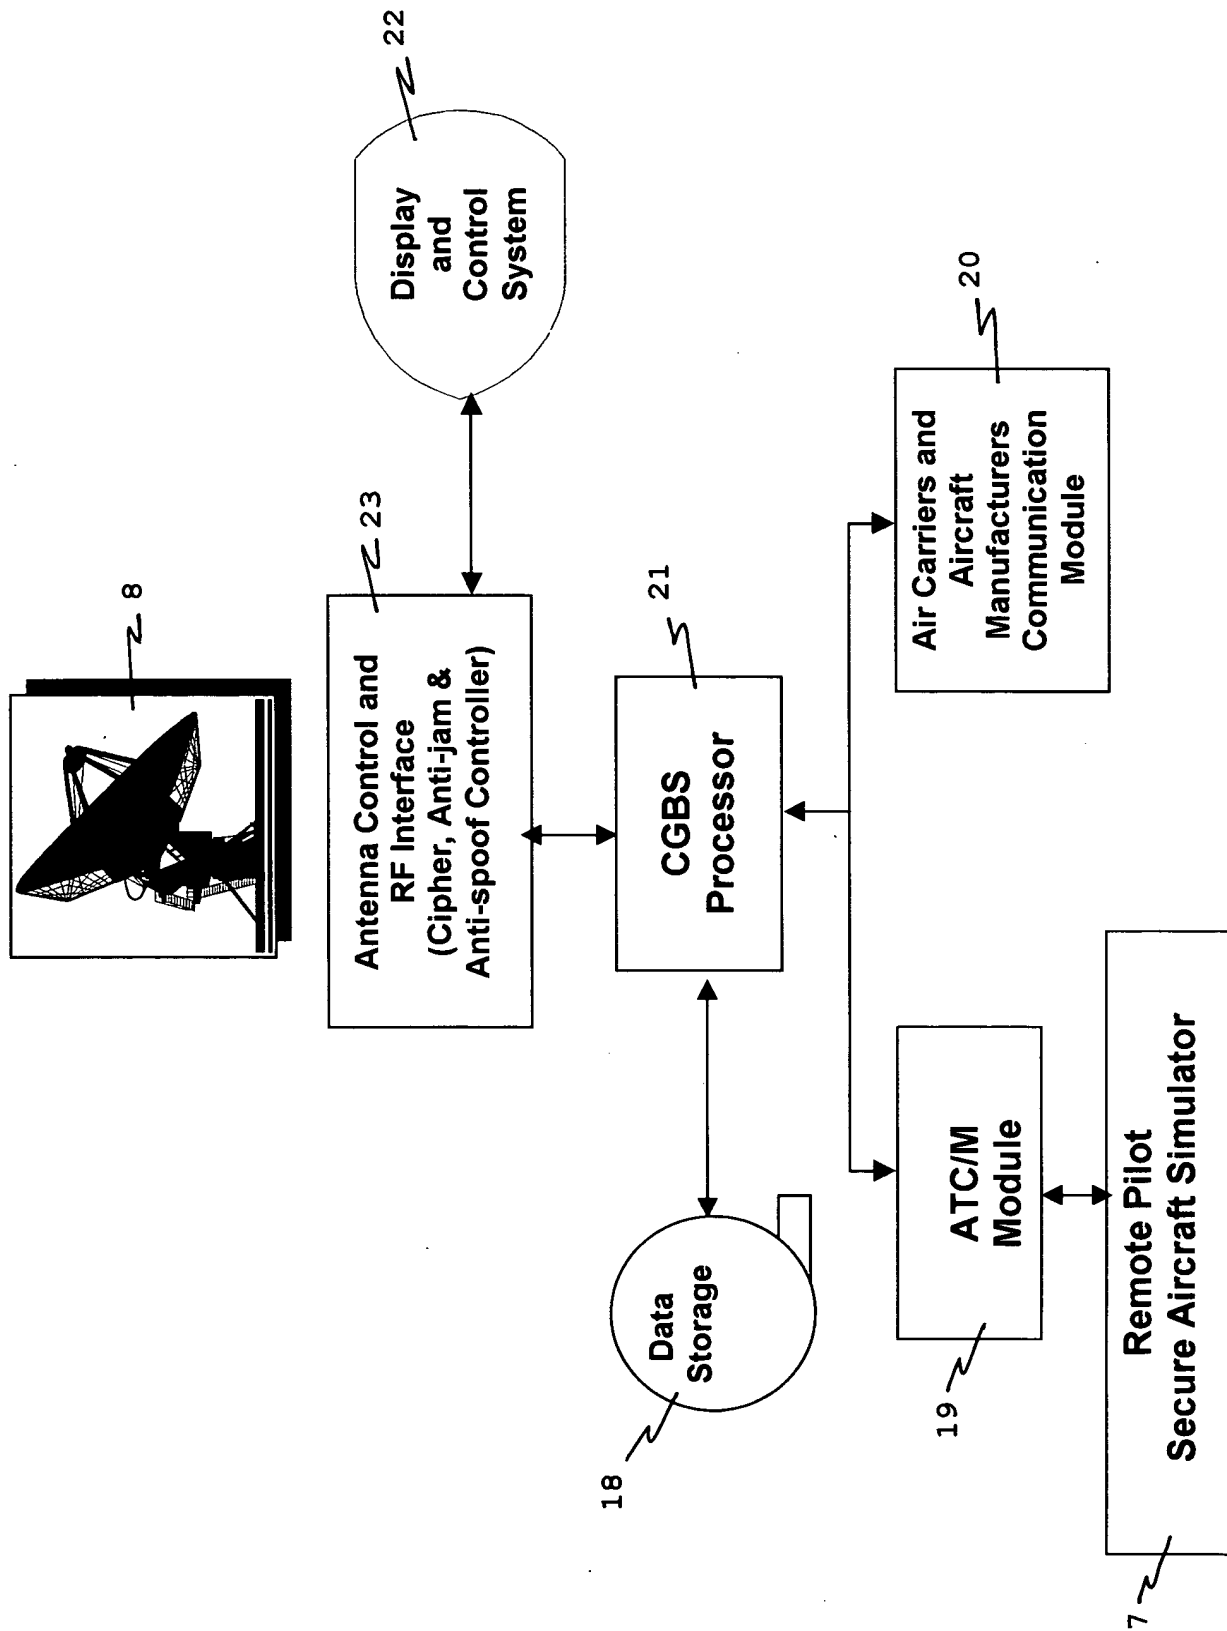 8
Antenna Control and
RF Interface
(Cipher, Anti-jam &
Anti-spoof Controller)
23
Display
and
Control
System
22
Data
Storage
18
CGBS
Processor
21
ATC/M
Module
19
Air Carriers and
Aircraft
Manufacturers
Communication
Module
20
Remote Pilot
Secure Aircraft Simulator
7